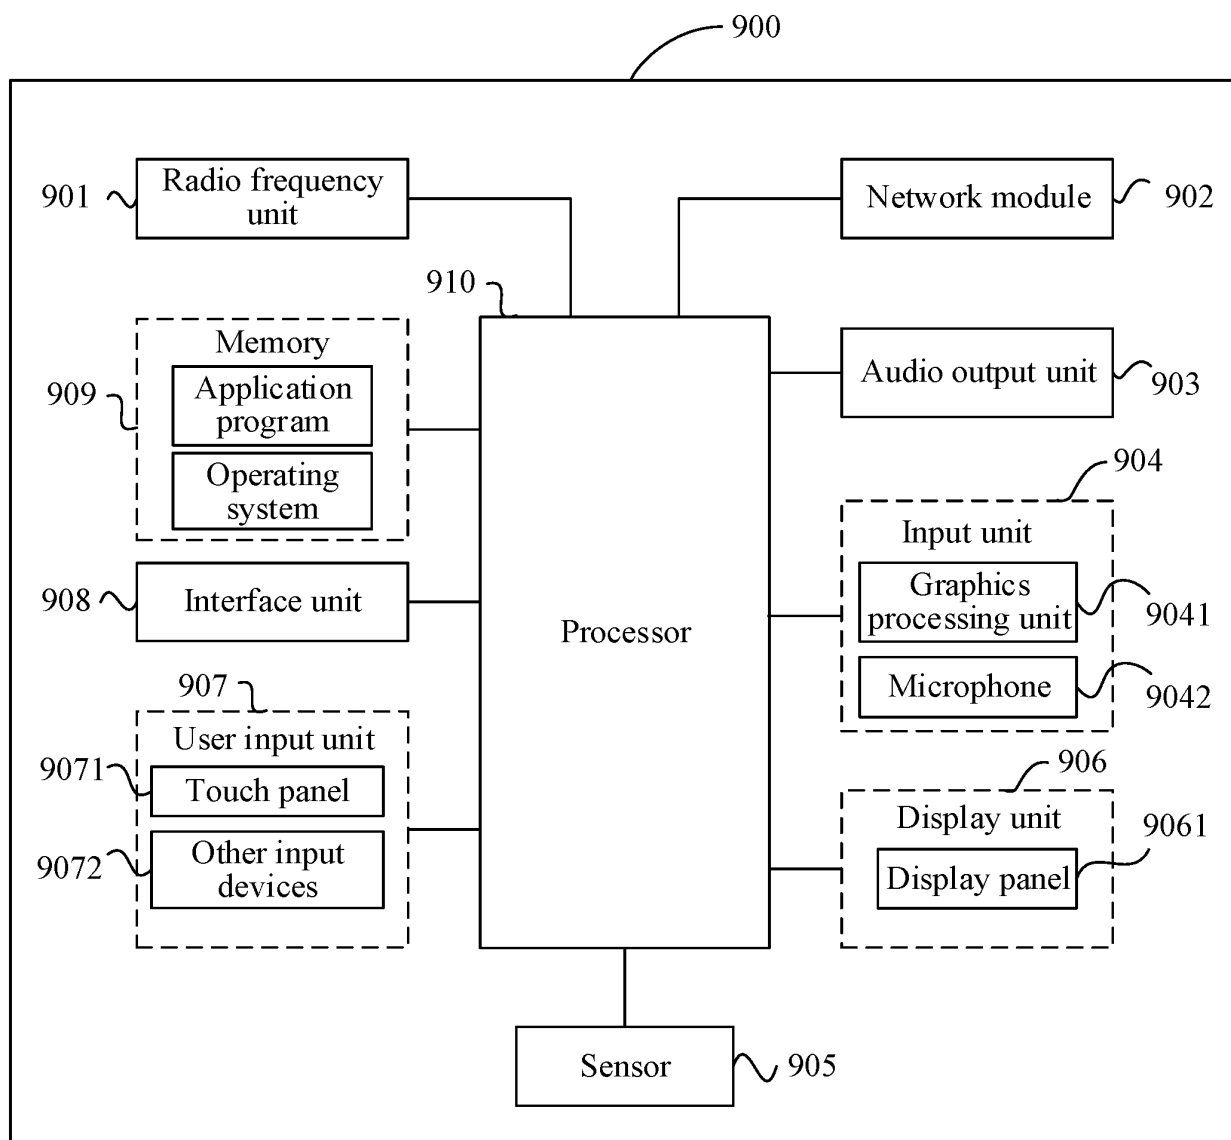 900
901
Radio frequency
unit
Network module
902
910
Memory
909
Application
program
Operating
system
Audio output unit
903
904
Input unit
Graphics
processing unit
9041
Microphone
9042
908
Interface unit
Processor
907
User input unit
9071
Touch panel
9072
Other input
devices
906
Display unit
9061
Display panel
Sensor
905